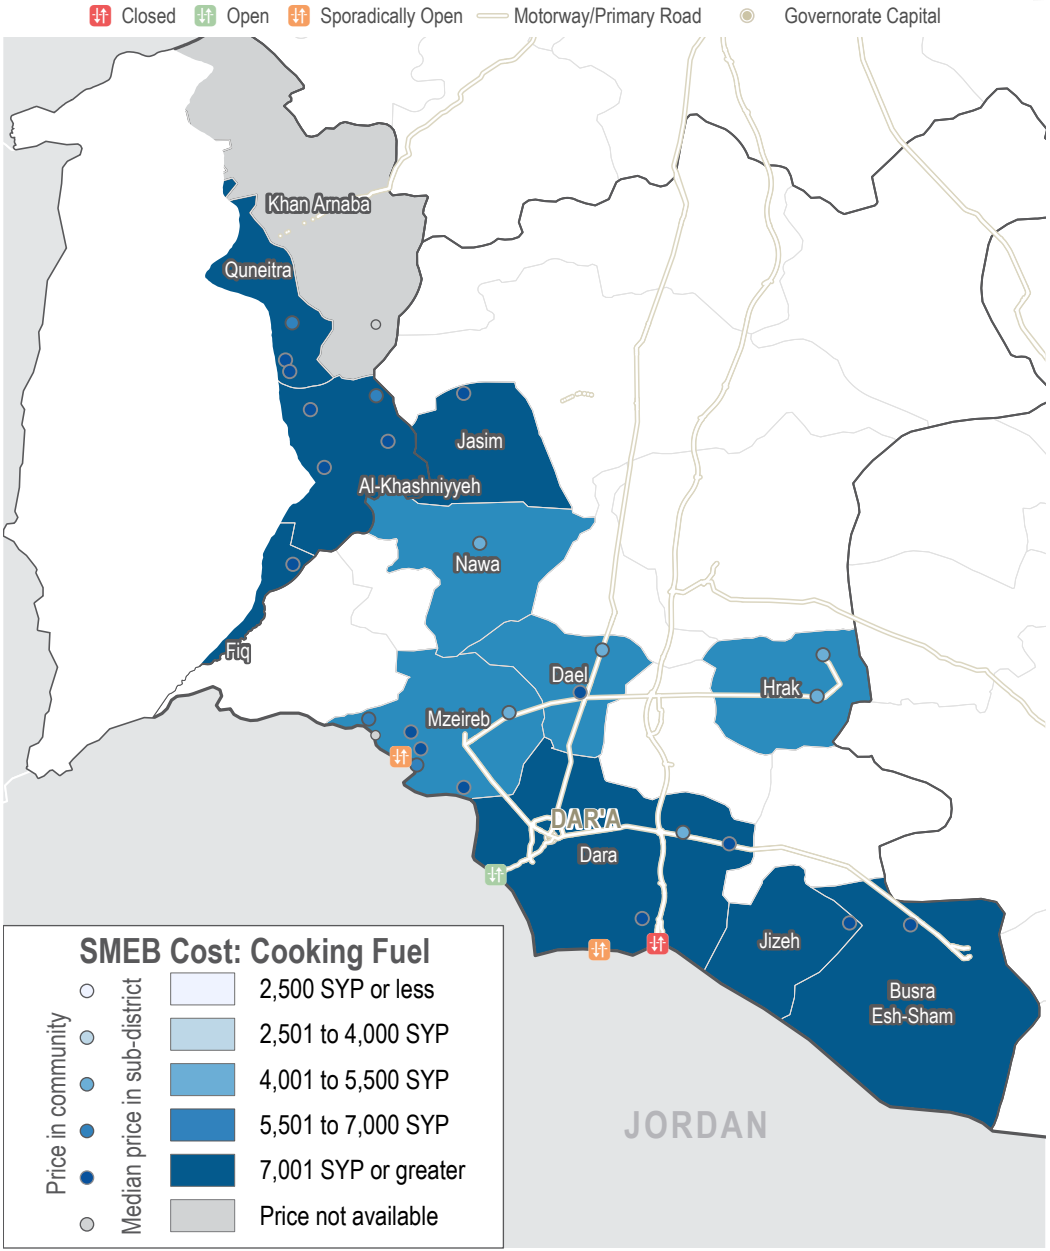 Closed Open Sporadically Open Motorway/Primary Road Governorate Capital
Khan Arnaba
Quneitra
Jasim
Al-Khashniyyeh
Nawa
Fiq
Dael
Hrak
Mzeireb
DAR'A
Dara
Jizeh
Busra
Esh-Sham
JORDAN
SMEB Cost: Cooking Fuel
Price in community
Median price in sub-district
2,500 SYP or less
2,501 to 4,000 SYP
4,001 to 5,500 SYP
5,501 to 7,000 SYP
7,001 SYP or greater
Price not available